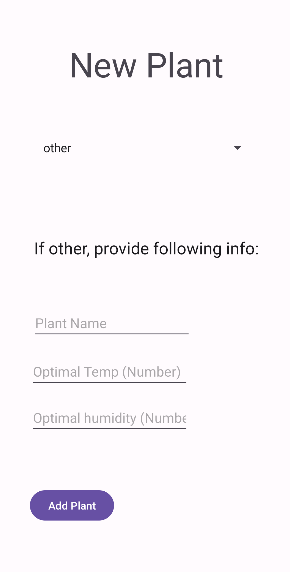 New Plant
other
If other, provide following info:
Plant Name
Optimal Temp (Number)
Optimal humidity (Numbe
Add Plant